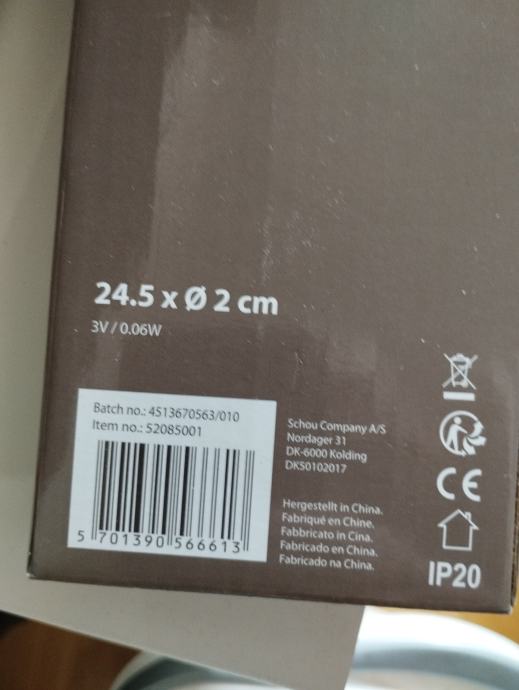 24.5 x Ø 2 cm
3V / 0.06W
Batch no.: 4513670563/010
Item no.: 52085001
5 701390 566613
Schou Company A/S
Nordager 31
DK-6000 Kolding
DK50102017
Hergestellt in China.
Fabriqué en Chine.
Fabbricato in Cina.
Fabricado en China.
Fabricado na China.
CE
IP20